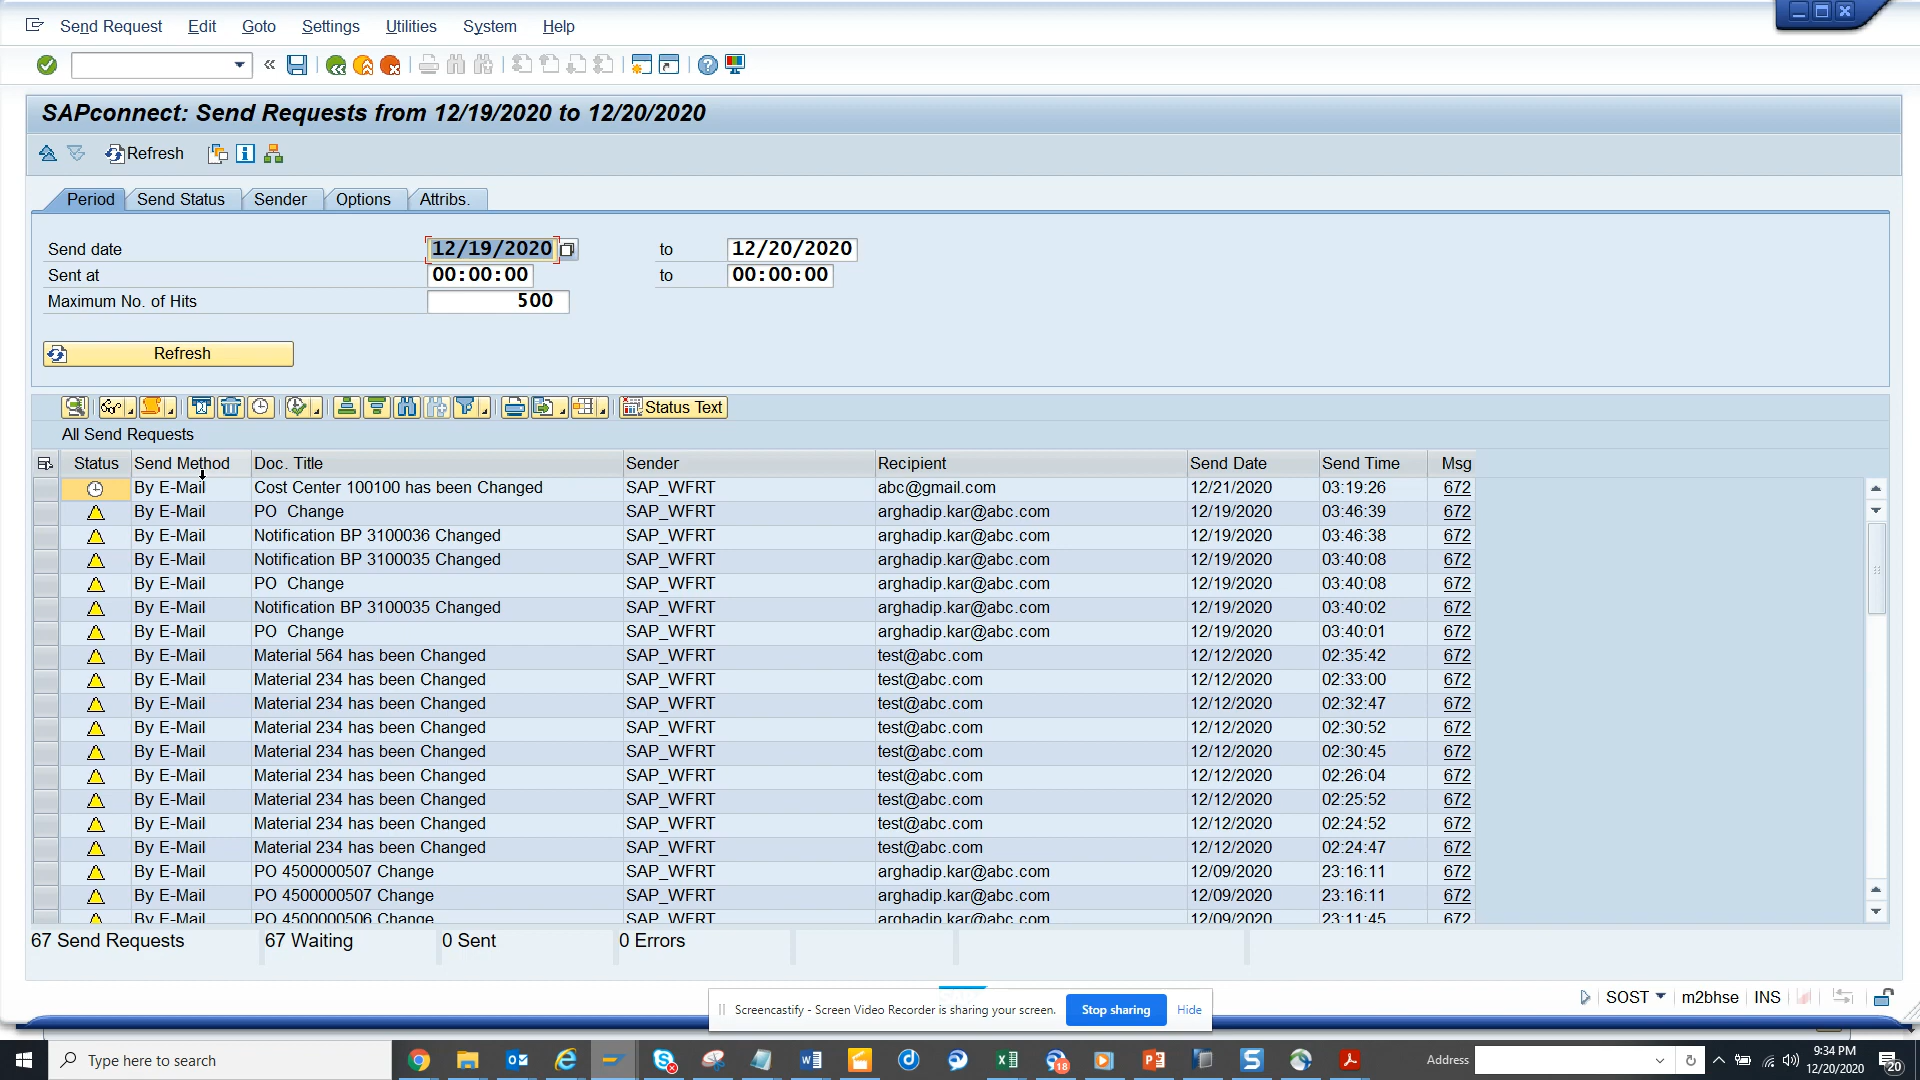 Send Request Edit Goto Settings Utilities System Help
SAPconnect: Send Requests from 12/19/2020 to 12/20/2020
Refresh
Period Send Status Sender Options Attribs.
Send date 12/19/2020 to 12/20/2020
Sent at 00:00:00 to 00:00:00
Maximum No. of Hits 500
Refresh
Status Text
All Send Requests
Status Send Method Doc. Title Sender Recipient Send Date Send Time Msg
By E-Mail Cost Center 100100 has been Changed SAP_WFRT abc@gmail.com 12/21/2020 03:19:26 672
By E-Mail PO  Change SAP_WFRT arghadip.kar@abc.com 12/19/2020 03:46:39 672
By E-Mail Notification BP 3100036 Changed SAP_WFRT arghadip.kar@abc.com 12/19/2020 03:46:38 672
By E-Mail Notification BP 3100035 Changed SAP_WFRT arghadip.kar@abc.com 12/19/2020 03:40:08 672
By E-Mail PO  Change SAP_WFRT arghadip.kar@abc.com 12/19/2020 03:40:08 672
By E-Mail Notification BP 3100035 Changed SAP_WFRT arghadip.kar@abc.com 12/19/2020 03:40:02 672
By E-Mail PO  Change SAP_WFRT arghadip.kar@abc.com 12/19/2020 03:40:01 672
By E-Mail Material 564 has been Changed SAP_WFRT test@abc.com 12/12/2020 02:35:42 672
By E-Mail Material 234 has been Changed SAP_WFRT test@abc.com 12/12/2020 02:33:00 672
By E-Mail Material 234 has been Changed SAP_WFRT test@abc.com 12/12/2020 02:32:47 672
By E-Mail Material 234 has been Changed SAP_WFRT test@abc.com 12/12/2020 02:30:52 672
By E-Mail Material 234 has been Changed SAP_WFRT test@abc.com 12/12/2020 02:30:45 672
By E-Mail Material 234 has been Changed SAP_WFRT test@abc.com 12/12/2020 02:26:04 672
By E-Mail Material 234 has been Changed SAP_WFRT test@abc.com 12/12/2020 02:25:52 672
By E-Mail Material 234 has been Changed SAP_WFRT test@abc.com 12/12/2020 02:24:52 672
By E-Mail Material 234 has been Changed SAP_WFRT test@abc.com 12/12/2020 02:24:47 672
By E-Mail PO 4500000507 Change SAP_WFRT arghadip.kar@abc.com 12/09/2020 23:16:11 672
By E-Mail PO 4500000507 Change SAP_WFRT arghadip.kar@abc.com 12/09/2020 23:16:11 672
By E-Mail PO 4500000506 Change SAP_WFRT arghadip.kar@abc.com 12/09/2020 23:11:45 672
67 Send Requests 67 Waiting 0 Sent 0 Errors
Screencastify - Screen Video Recorder is sharing your screen. Stop sharing Hide
SOST m2bhse INS
Type here to search
18
Address
9:34 PM
12/20/2020
20